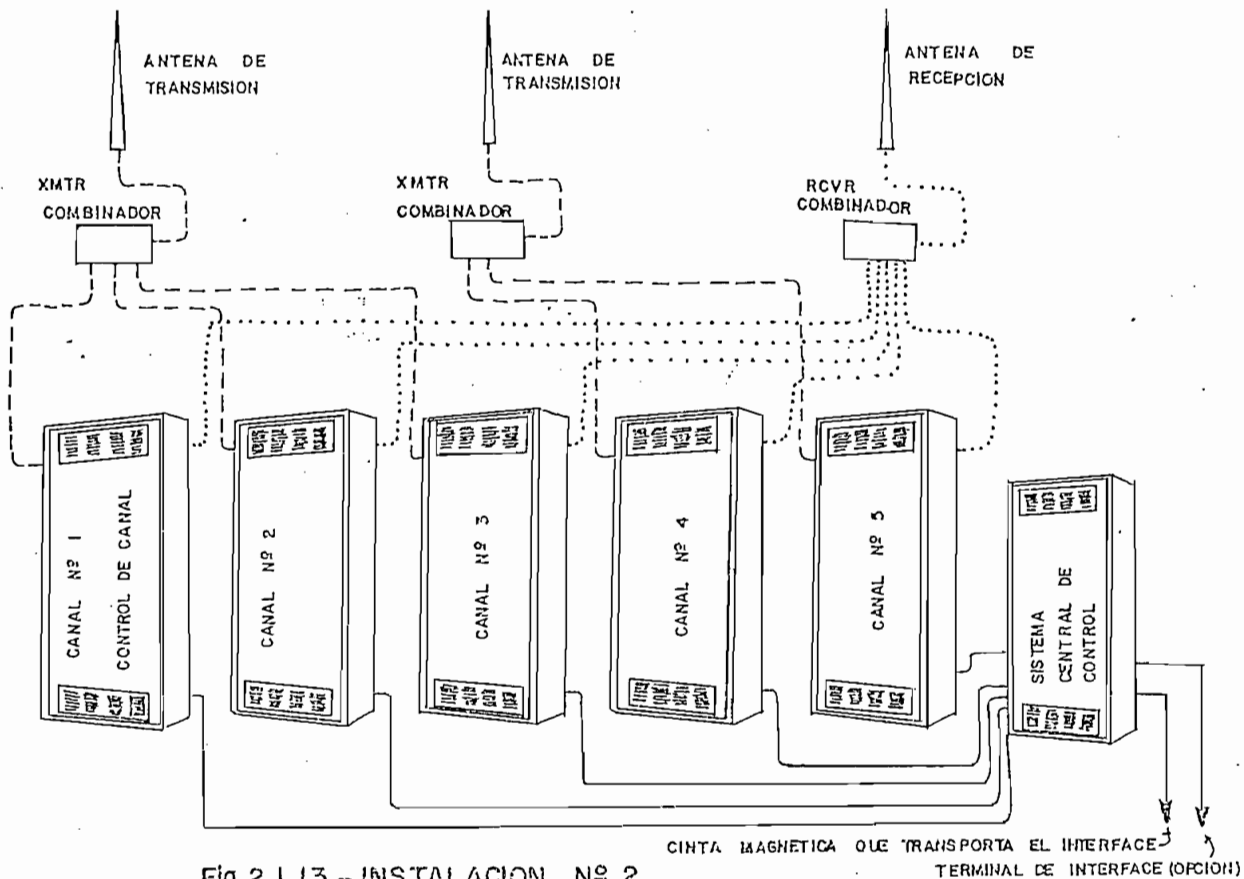 ANTENA DE
TRANSMISION
ANTENA DE
TRANSMISION
ANTENA DE
RECEPCION
XMTR
COMBINADOR
XMTR
COMBINADOR
RCVR
COMBINADOR
CANAL Nº 1
CONTROL DE CANAL
CANAL Nº 2
CANAL Nº 3
CANAL Nº 4
CANAL Nº 5
SISTEMA
CENTRAL DE
CONTROL
CINTA MAGNETICA QUE TRANSPORTA EL INTERFACE
TERMINAL DE INTERFACE (OPCION)
Fig. 2.1.13 - INSTALACION Nº 2